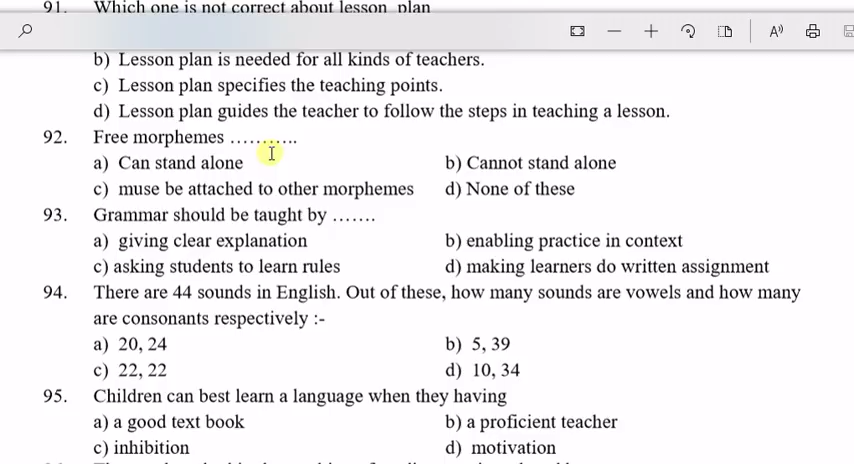 91. Which one is not correct about lesson plan
A))
b) Lesson plan is needed for all kinds of teachers.
c) Lesson plan specifies the teaching points.
d) Lesson plan guides the teacher to follow the steps in teaching a lesson.
92. Free morphemes ………..
a) Can stand alone b) Cannot stand alone
c) muse be attached to other morphemes d) None of these
93. Grammar should be taught by …….
a) giving clear explanation b) enabling practice in context
c) asking students to learn rules d) making learners do written assignment
94. There are 44 sounds in English. Out of these, how many sounds are vowels and how many
are consonants respectively :-
a) 20, 24 b) 5, 39
c) 22, 22 d) 10, 34
95. Children can best learn a language when they having
a) a good text book b) a proficient teacher
c) inhibition d) motivation